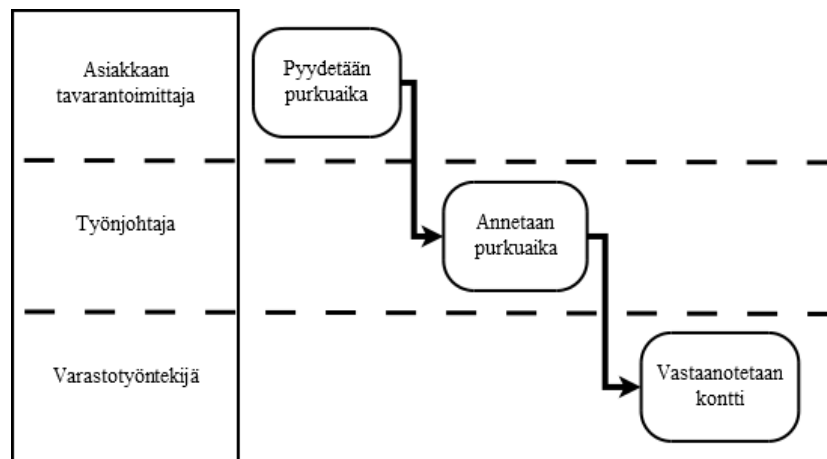 Asiakkaan
tavarantoimittaja
Pyydetään
purkuaika
Työnjohtaja
Annetaan
purkuaika
Varastotyöntekijä
Vastaanotetaan
kontti